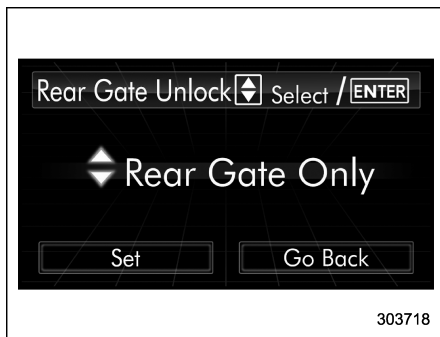 Rear Gate Unlock Select / ENTER
Rear Gate Only
Set Go Back
303718